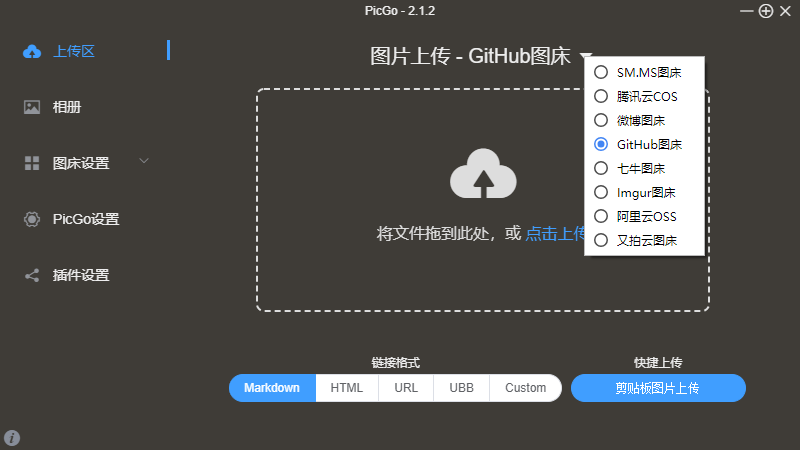 PicGo - 2.1.2
上传区
相册
图床设置
PicGo设置
插件设置
图片上传 - GitHub图床
SM.MS图床
腾讯云COS
微博图床
GitHub图床
七牛图床
Imgur图床
阿里云OSS
又拍云图床
将文件拖到此处，或 点击上传
链接格式
Markdown HTML URL UBB Custom
快捷上传
剪贴板图片上传
i